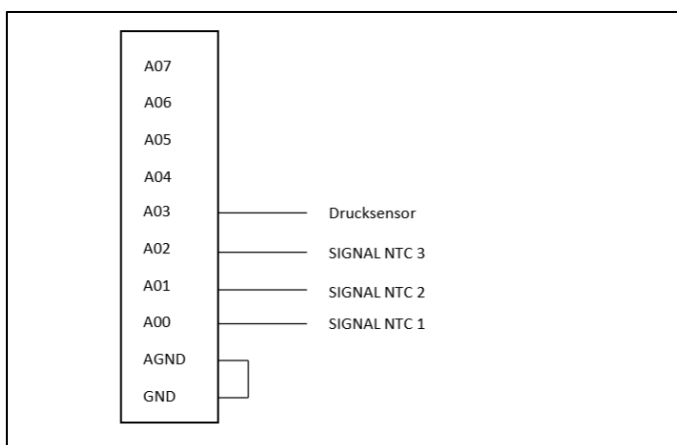 A07
A06
A05
A04
A03 Drucksensor
A02 SIGNAL NTC 3
A01 SIGNAL NTC 2
A00 SIGNAL NTC 1
AGND
GND